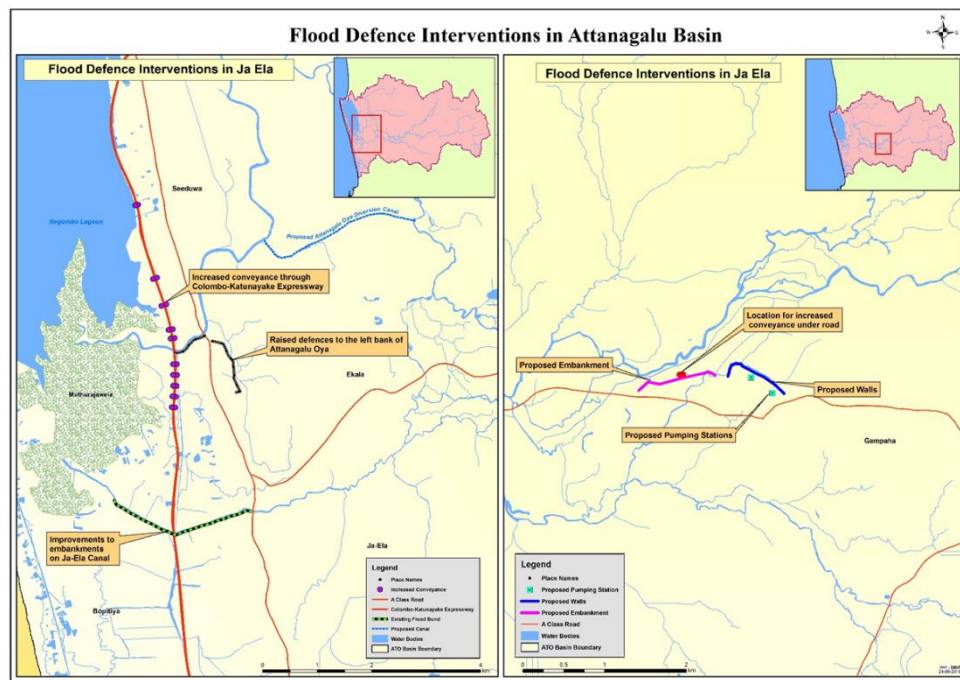 Flood Defence Interventions in Attanagalu Basin
N
W
E
S
Flood Defence Interventions in Ja Ela
Seeduwa
Negombo Lagoon
Proposed Attanagalu Oya Diversion Canal
Increased conveyance through
Colombo-Katunayake Expressway
Raised defences to the left bank of
Attanagalu Oya
Ekala
Muthurajawela
Improvements to
embankments
on Ja-Ela Canal
Ja-Ela
Bopitiya
Legend
Place Names
Increased Conveyance
A Class Road
Colombo-Katunayake Expressway
Existing Flood Bund
Proposed Canal
Water Bodies
ATO Basin Boundary
0
1
2
4
km
Flood Defence Interventions in Ja Ela
Location for increased
conveyance under road
Proposed Embankment
Proposed Walls
Proposed Pumping Stations
Gampaha
Legend
Place Names
Proposed Pumping Station
Proposed Walls
Proposed Embankment
A Class Road
Water Bodies
ATO Basin Boundary
0
0.5
1
2
km